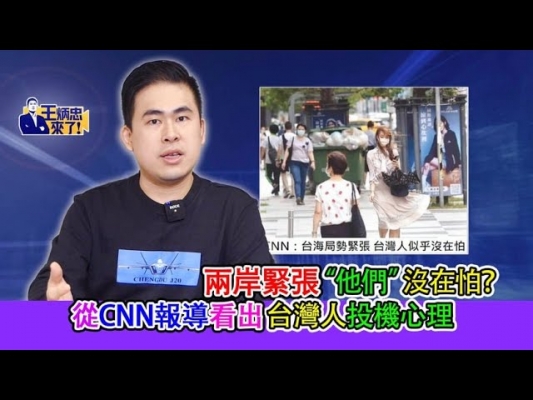 王炳忠
來了!
CNN：台海局勢緊張 台灣人似乎沒在怕
CHENGDU J20
兩岸緊張“他們”沒在怕?
從CNN報導看出台灣人投機心理